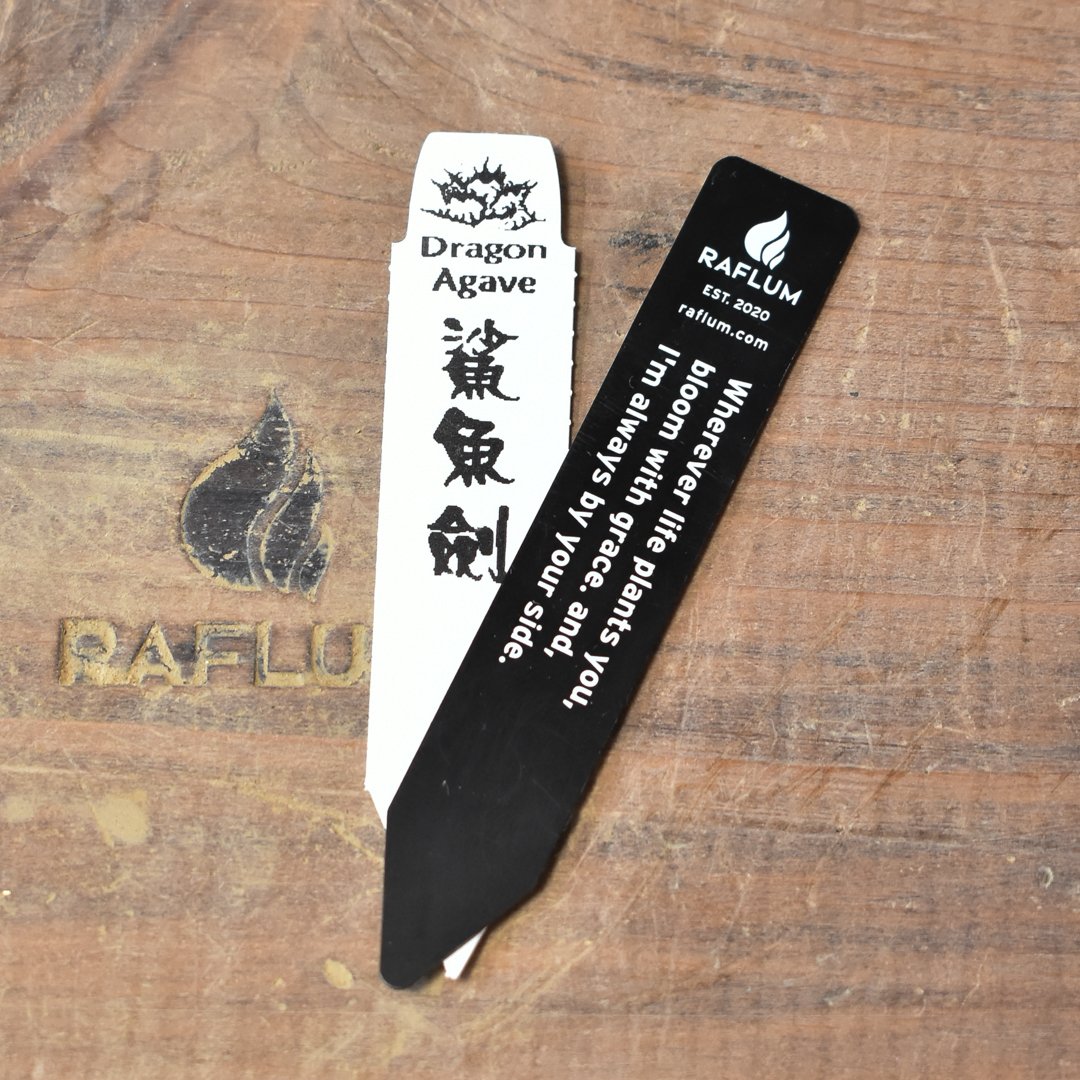 Dragon
Agave
鯊
魚
劍
RAFLUM
EST. 2020
raflum.com
Wherever life plants you,
bloom with grace. and,
I'm always by your side.
RAFLU